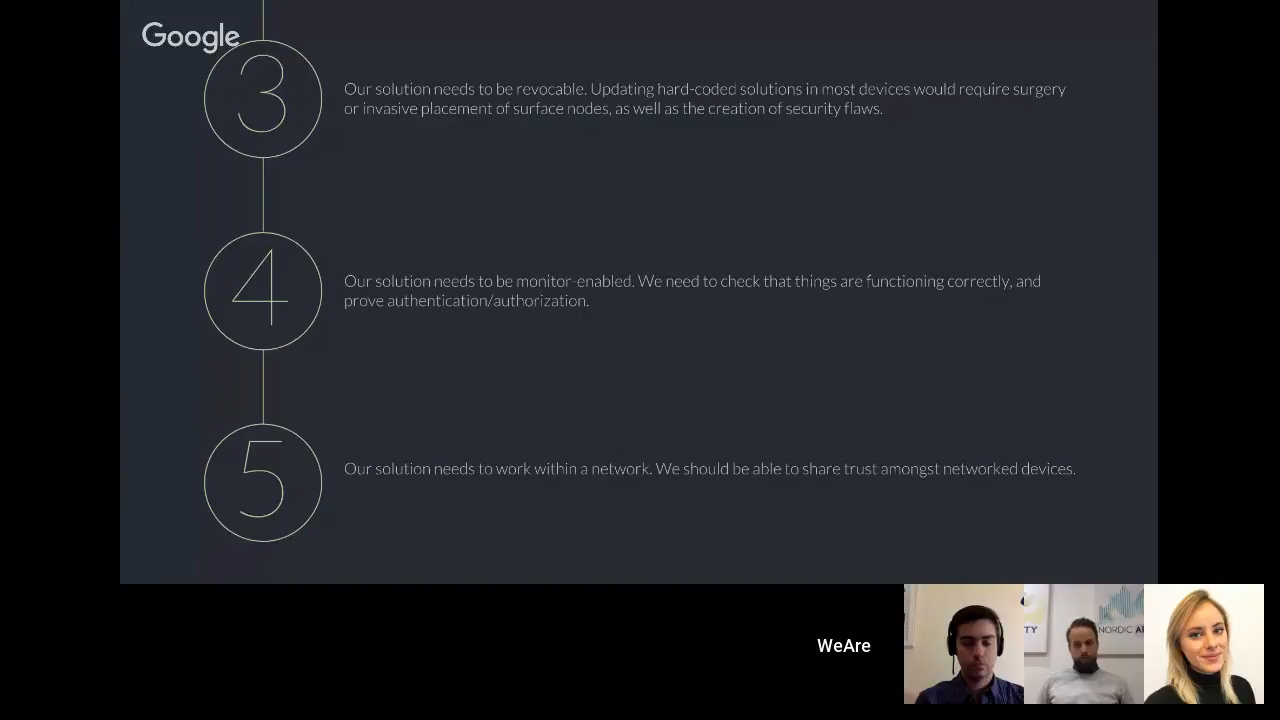 Google
3
Our solution needs to be revocable. Updating hard-coded solutions in most devices would require surgery
or invasive placement of surface nodes, as well as the creation of security flaws.
4
Our solution needs to be monitor-enabled. We need to check that things are functioning correctly, and
prove authentication/authorization.
5
Our solution needs to work within a network. We should be able to share trust amongst networked devices.
WeAre
TY
NORDIC